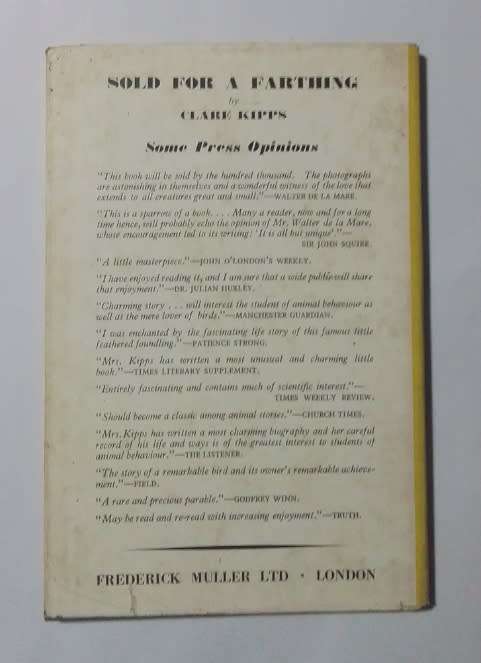 SOLD FOR A FARTHING
by
CLARE KIPPS
Some Press Opinions
"This book will be sold by the hundred thousand. The photographs
are astonishing in themselves and a wonderful witness of the love that
extends to all creatures great and small."—WALTER DE LA MARE.
"This is a sparrow of a book. . . . Many a reader, now and for a long
time hence, will probably echo the opinion of Mr. Walter de la Mare,
whose encouragement led to its writing: 'It is all but unique'."—
SIR JOHN SQUIRE.
"A little masterpiece."—JOHN O'LONDON'S WEEKLY.
"I have enjoyed reading it, and I am sure that a wide public will share
that enjoyment."—DR. JULIAN HUXLEY.
"Charming story . . . will interest the student of animal behaviour as
well as the mere lover of birds."—MANCHESTER GUARDIAN.
"I was enchanted by the fascinating life story of this famous little
feathered foundling."—PATIENCE STRONG.
"Mrs. Kipps has written a most unusual and charming little
book."—TIMES LITERARY SUPPLEMENT.
"Entirely fascinating and contains much of scientific interest."—
TIMES WEEKLY REVIEW.
"Should become a classic among animal stories."—CHURCH TIMES.
"Mrs. Kipps has written a most charming biography and her careful
record of his life and ways is of the greatest interest to students of
animal behaviour."—THE LISTENER.
"The story of a remarkable bird and its owner's remarkable achieve-
ment."—FIELD.
"A rare and precious parable."—GODFREY WINN.
"May be read and re-read with increasing enjoyment."—TRUTH.
FREDERICK MULLER LTD · LONDON